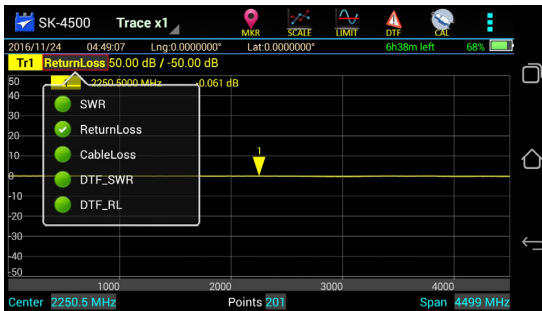 SK-4500 Trace x1 MKR SCALE LIMIT DTF CAL
2016/11/24 04:49:07 Lng:0.0000000° Lat:0.0000000° 6h38m left 68%
Tr1 ReturnLoss 50.00 dB / -50.00 dB
50 2250.5000 MHz -0.061 dB
40 SWR
30
20 ReturnLoss
10 CableLoss 1
0
-10 DTF_SWR
-20 DTF_RL
-30
-40
-50
1000 2000 3000 4000
Center 2250.5 MHz Points 201 Span 4499 MHz